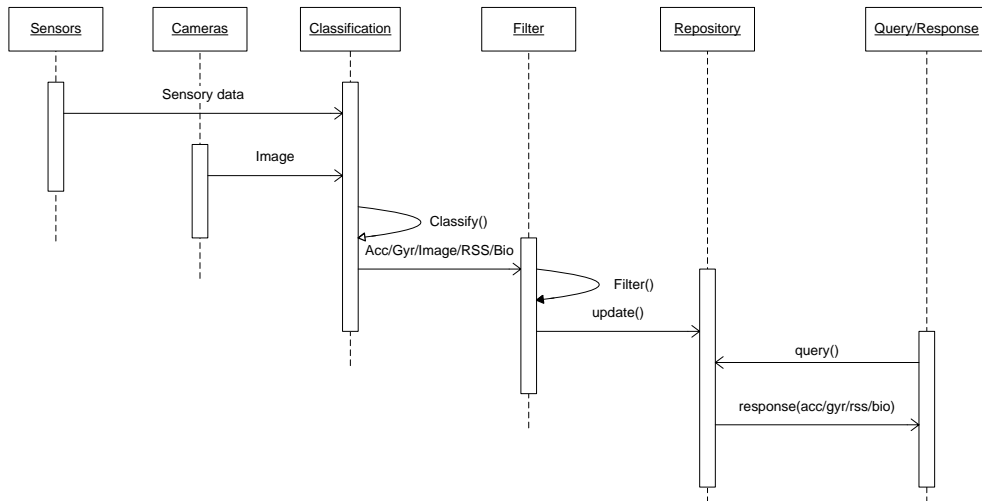 Sensors
Cameras
Classification
Filter
Repository
Query/Response
Sensory data
Image
Classify()
Acc/Gyr/Image/RSS/Bio
Filter()
update()
query()
response(acc/gyr/rss/bio)